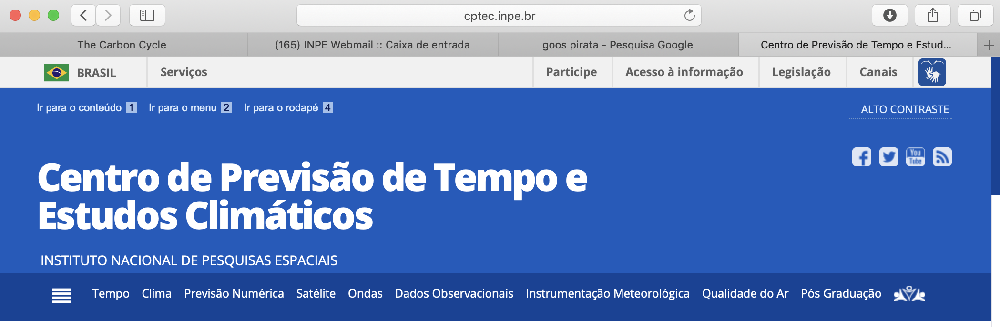 cptec.inpe.br
The Carbon Cycle
(165) INPE Webmail :: Caixa de entrada
goos pirata - Pesquisa Google
Centro de Previsão de Tempo e Estud...
BRASIL
Serviços
Participe
Acesso à informação
Legislação
Canais
Ir para o conteúdo 1
Ir para o menu 2
Ir para o rodapé 4
ALTO CONTRASTE
You
Tube
Centro de Previsão de Tempo e
Estudos Climáticos
INSTITUTO NACIONAL DE PESQUISAS ESPACIAIS
Tempo
Clima
Previsão Numérica
Satélite
Ondas
Dados Observacionais
Instrumentação Meteorológica
Qualidade do Ar
Pós Graduação